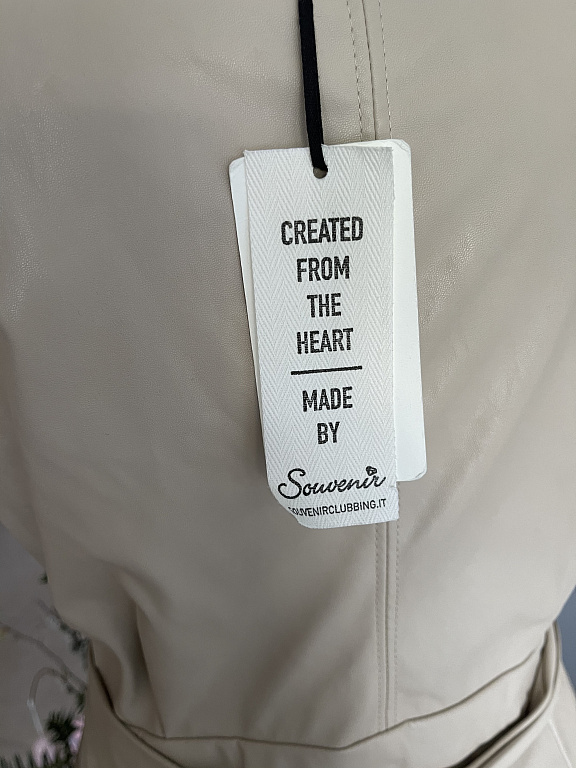 CREATED
FROM
THE
HEART
MADE
BY
Souvenir
SOUVENIRCLUBBING.IT